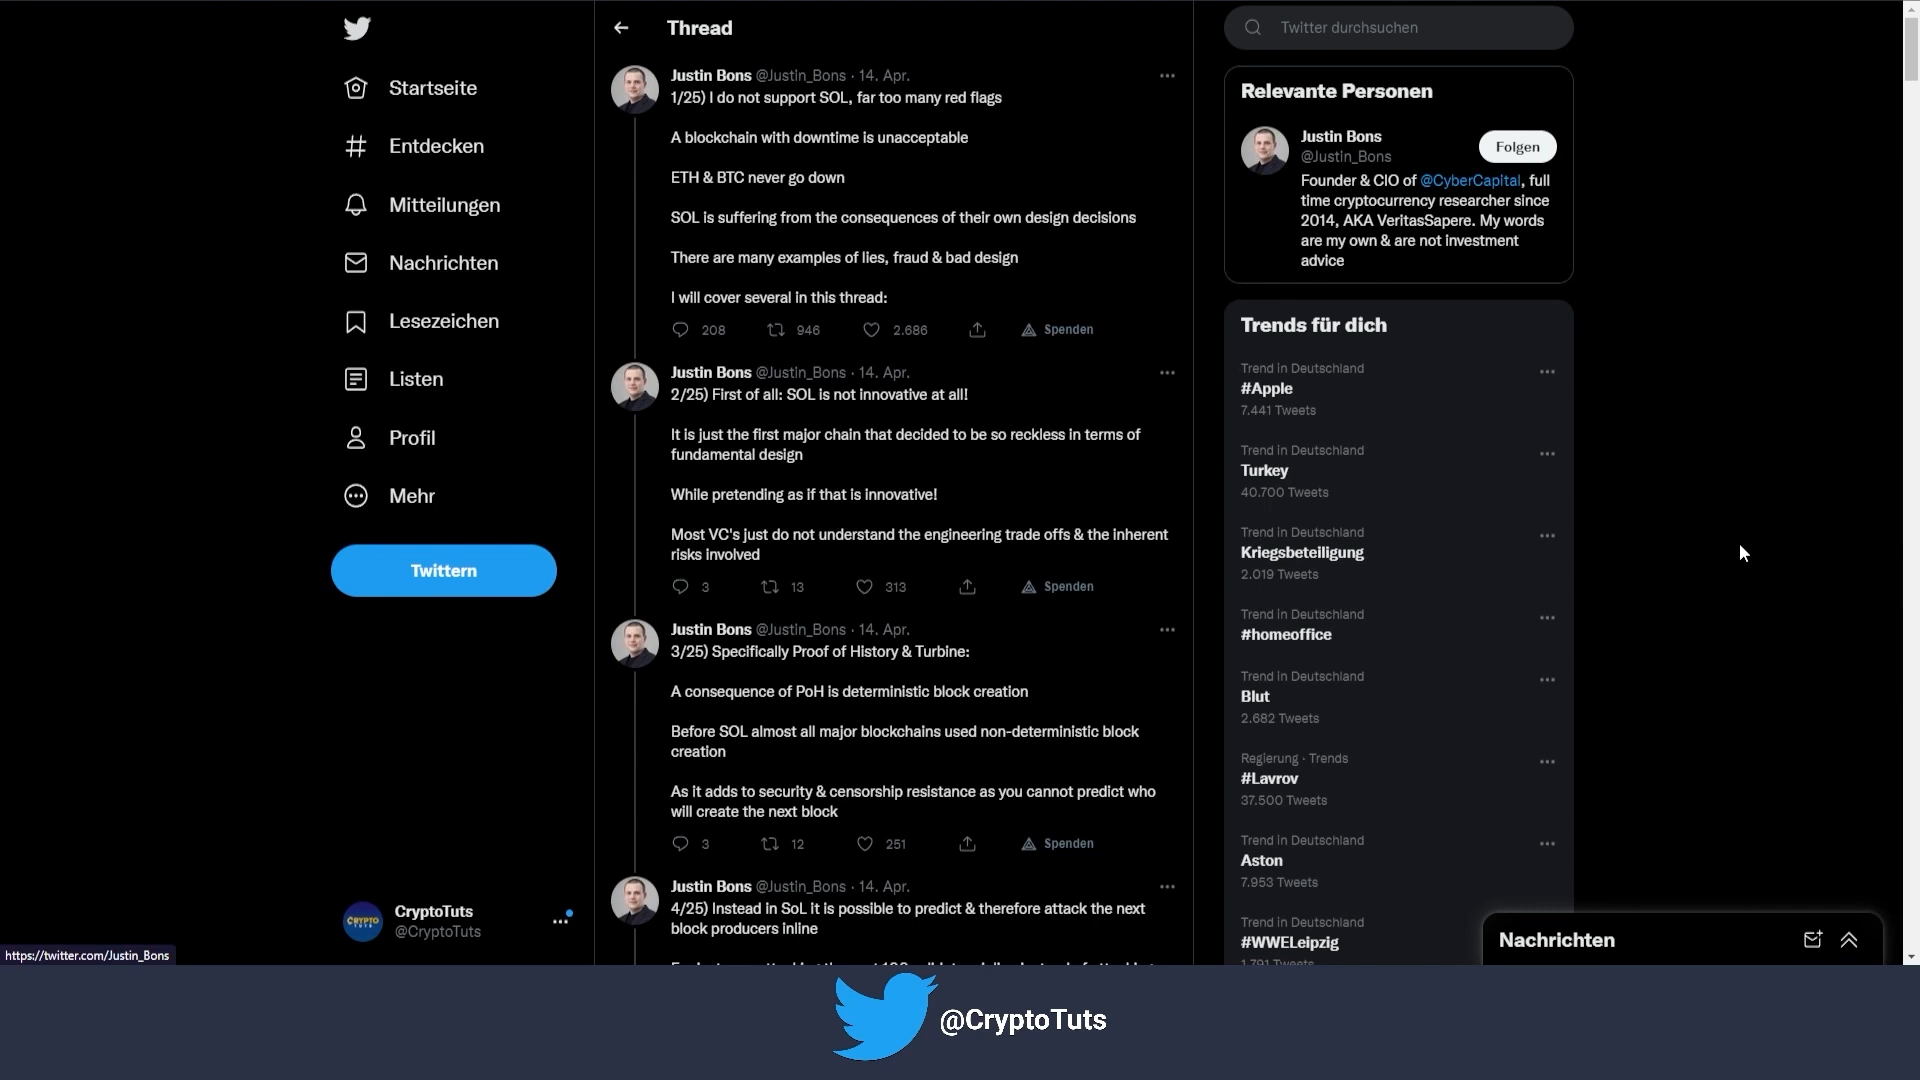 Startseite
Entdecken
Mitteilungen
Nachrichten
Lesezeichen
Listen
Profil
Mehr
Twittern
CRYPTO
TUTS
CryptoTuts
@CryptoTuts
https://twitter.com/Justin_Bons
Thread
Justin Bons @Justin_Bons · 14. Apr.
1/25) I do not support SOL, far too many red flags
A blockchain with downtime is unacceptable
ETH & BTC never go down
SOL is suffering from the consequences of their own design decisions
There are many examples of lies, fraud & bad design
I will cover several in this thread:
208 946 2.686 Spenden
Justin Bons @Justin_Bons · 14. Apr.
2/25) First of all: SOL is not innovative at all!
It is just the first major chain that decided to be so reckless in terms of
fundamental design
While pretending as if that is innovative!
Most VC's just do not understand the engineering trade offs & the inherent
risks involved
3 13 313 Spenden
Justin Bons @Justin_Bons · 14. Apr.
3/25) Specifically Proof of History & Turbine:
A consequence of PoH is deterministic block creation
Before SOL almost all major blockchains used non-deterministic block
creation
As it adds to security & censorship resistance as you cannot predict who
will create the next block
3 12 251 Spenden
Justin Bons @Justin_Bons · 14. Apr.
4/25) Instead in SoL it is possible to predict & therefore attack the next
block producers inline
Twitter durchsuchen
Relevante Personen
Justin Bons
@Justin_Bons
Folgen
Founder & CIO of @CyberCapital, full
time cryptocurrency researcher since
2014, AKA VeritasSapere. My words
are my own & are not investment
advice
Trends für dich
Trend in Deutschland
#Apple
7.441 Tweets
Trend in Deutschland
Turkey
40.700 Tweets
Trend in Deutschland
Kriegsbeteiligung
2.019 Tweets
Trend in Deutschland
#homeoffice
Trend in Deutschland
Blut
2.682 Tweets
Regierung · Trends
#Lavrov
37.500 Tweets
Trend in Deutschland
Aston
7.953 Tweets
Trend in Deutschland
#WWELeipzig
1.791 Tweets
Nachrichten
@CryptoTuts